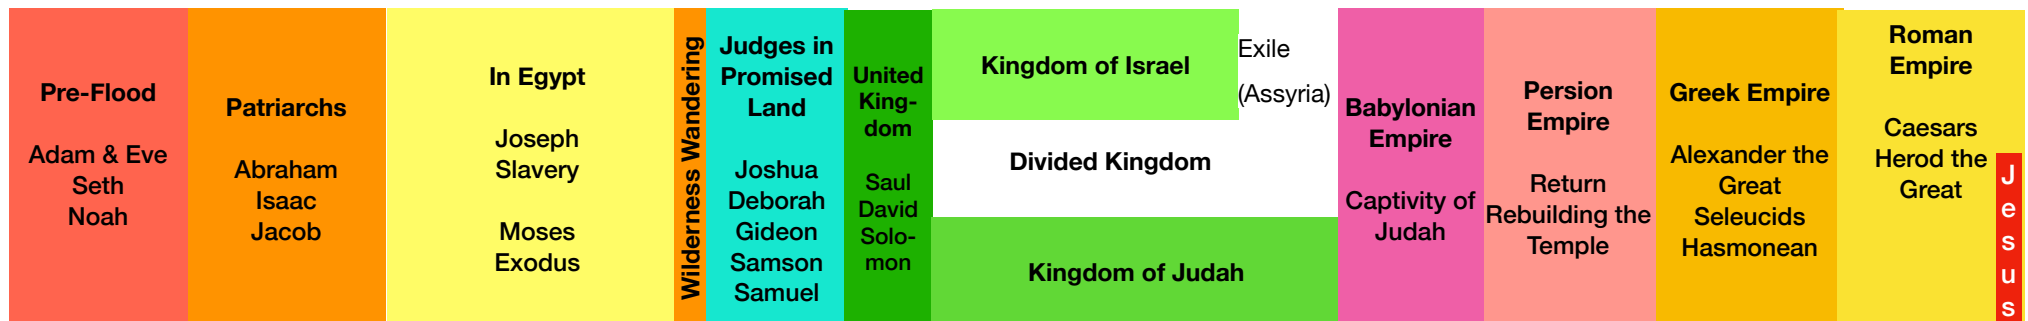 Pre-Flood
Adam & Eve
Seth
Noah
Patriarchs
Abraham
Isaac
Jacob
In Egypt
Joseph
Slavery
Moses
Exodus
Wilderness Wandering
Judges in
Promised
Land
Joshua
Deborah
Gideon
Samson
Samuel
United
King-
dom
Saul
David
Solo-
mon
Kingdom of Israel
Exile
(Assyria)
Divided Kingdom
Kingdom of Judah
Babylonian
Empire
Captivity of
Judah
Persion
Empire
Return
Rebuilding the
Temple
Greek Empire
Alexander the
Great
Seleucids
Hasmonean
Roman
Empire
Caesars
Herod the
Great
Jesus